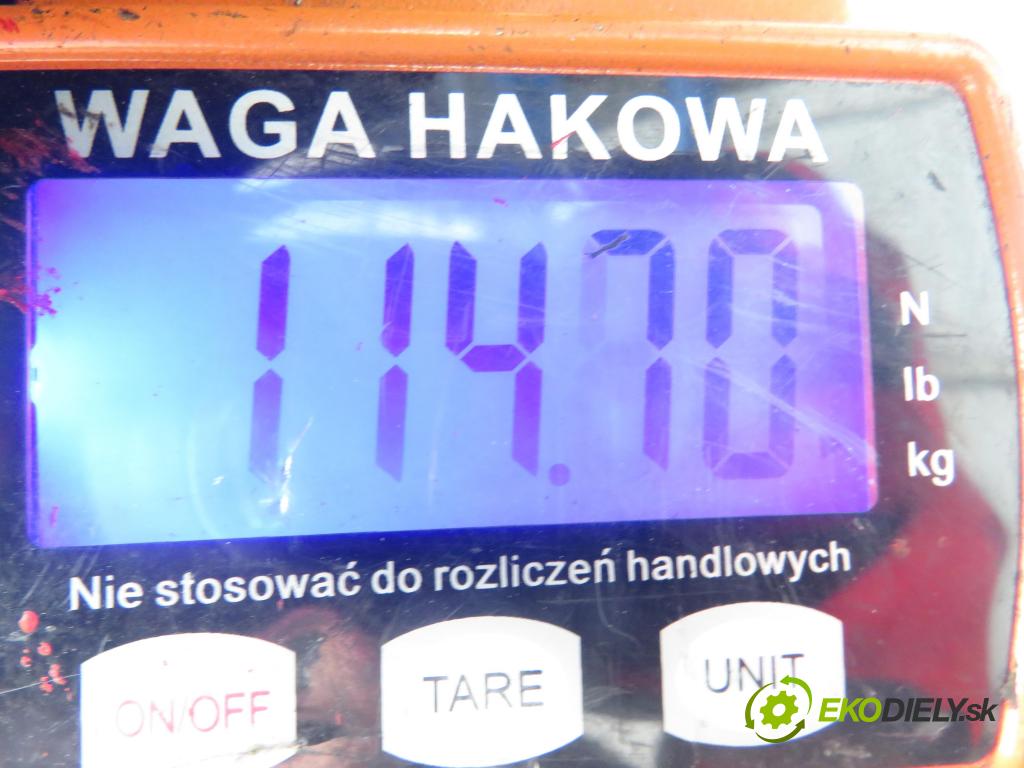 WAGA HAKOWA
114.70
N
lb
kg
Nie stosować do rozliczeń handlowych
ON/OFF TARE UNIT
EKODIELY.sk